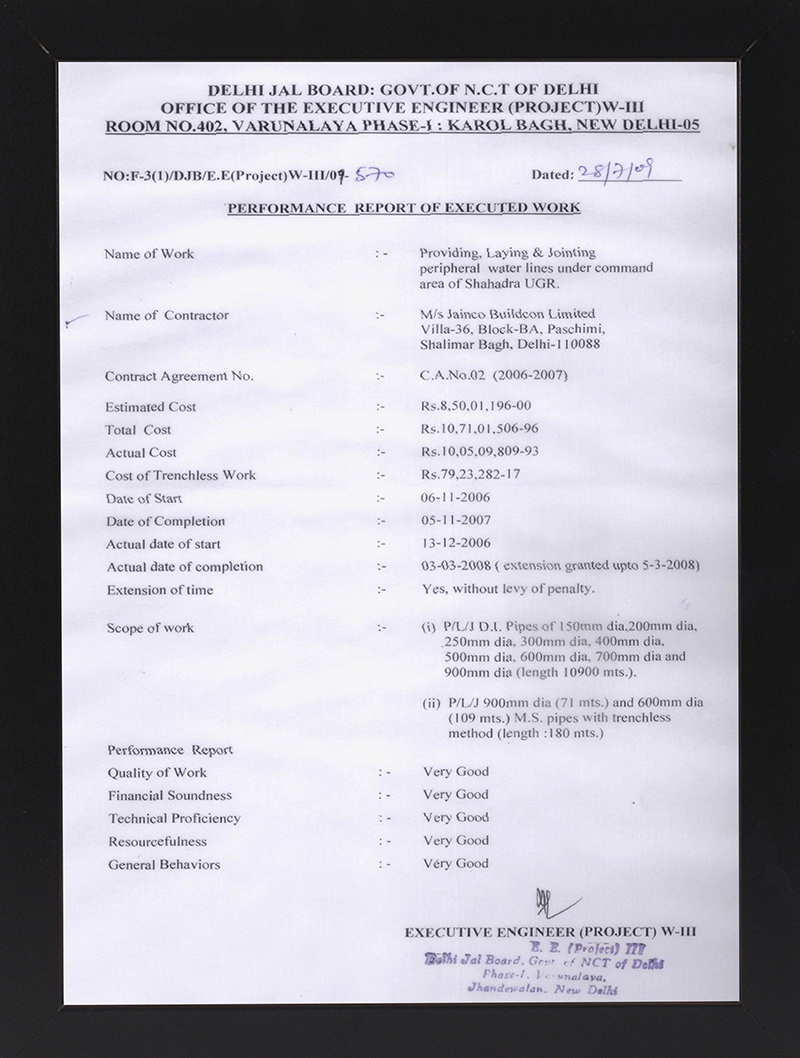 DELHI JAL BOARD: GOVT.OF N.C.T OF DELHI
OFFICE OF THE EXECUTIVE ENGINEER (PROJECT)W-III
ROOM NO.402, VARUNALAYA PHASE-I : KAROL BAGH, NEW DELHI-05
NO:F-3(1)/DJB/E.E(Project)W-III/09- 570 Dated: 28/7/09
PERFORMANCE REPORT OF EXECUTED WORK
Name of Work :- Providing, Laying & Jointing
peripheral water lines under command
area of Shahadra UGR.
Name of Contractor :- M/s Jainco Buildcon Limited
Villa-36, Block-BA, Paschimi,
Shalimar Bagh, Delhi-110088
Contract Agreement No. :- C.A.No.02 (2006-2007)
Estimated Cost :- Rs.8,50,01,196-00
Total Cost :- Rs.10,71,01,506-96
Actual Cost :- Rs.10,05,09,809-93
Cost of Trenchless Work :- Rs.79,23,282-17
Date of Start :- 06-11-2006
Date of Completion :- 05-11-2007
Actual date of start :- 13-12-2006
Actual date of completion :- 03-03-2008 ( extension granted upto 5-3-2008)
Extension of time :- Yes, without levy of penalty.
Scope of work :- (i) P/L/J D.I. Pipes of 150mm dia,200mm dia,
250mm dia, 300mm dia, 400mm dia,
500mm dia, 600mm dia, 700mm dia and
900mm dia (length 10900 mts.).
(ii) P/L/J 900mm dia (71 mts.) and 600mm dia
(109 mts.) M.S. pipes with trenchless
method (length :180 mts.)
Performance Report
Quality of Work :- Very Good
Financial Soundness :- Very Good
Technical Proficiency :- Very Good
Resourcefulness :- Very Good
General Behaviors :- Very Good
EXECUTIVE ENGINEER (PROJECT) W-III
E. E. (Project) III
Delhi Jal Board, Govt of NCT of Delhi
Phase-I, Varunalaya,
Jhandewalan, New Delhi